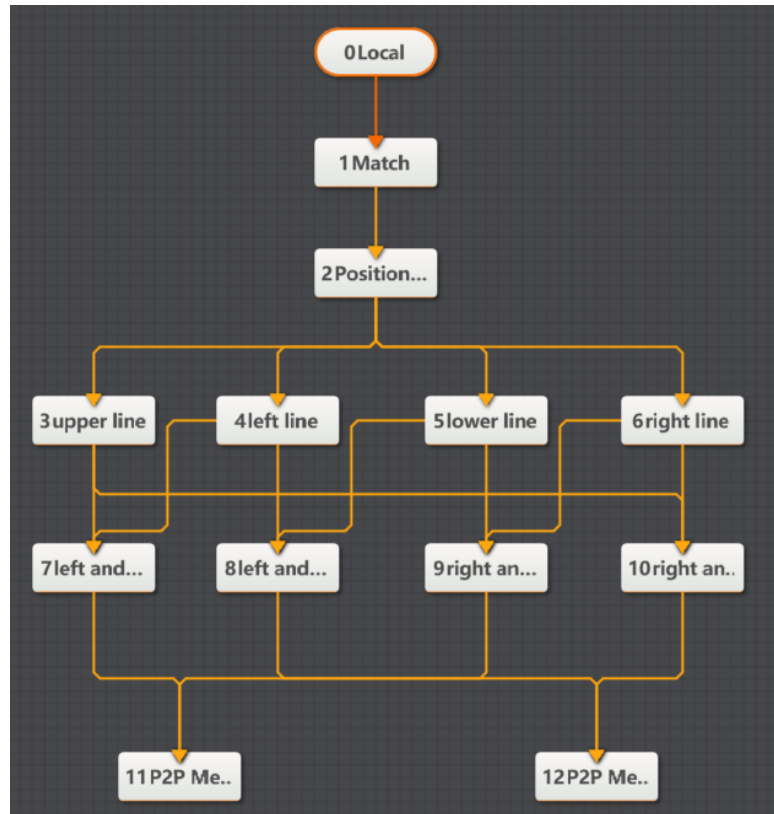 0Local
1Match
2Position...
3upper line
4left line
5lower line
6right line
7left and...
8left and...
9right an...
10right an..
11P2P Me..
12P2P Me..